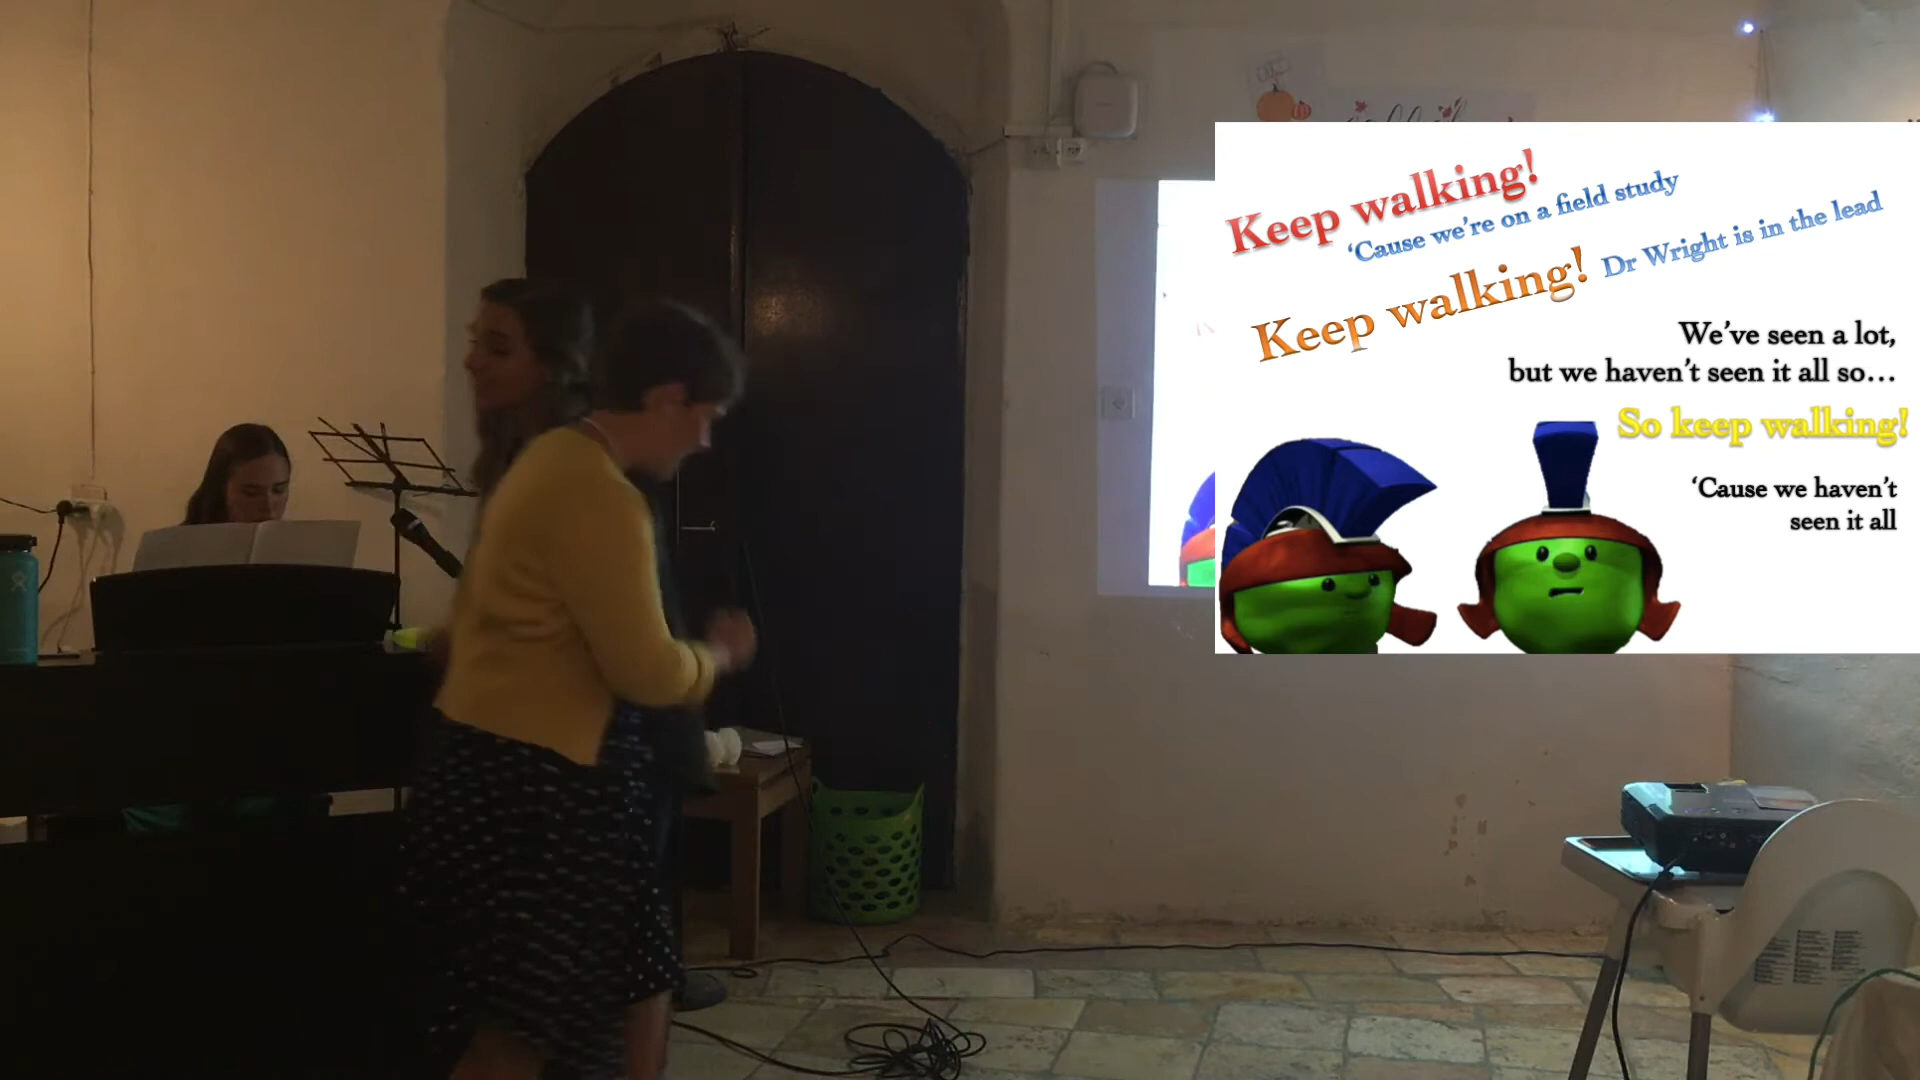 Keep walking!
‘Cause we’re on a field study
Keep walking! Dr Wright is in the lead
We’ve seen a lot,
but we haven’t seen it all so...
So keep walking!
‘Cause we haven’t
seen it all